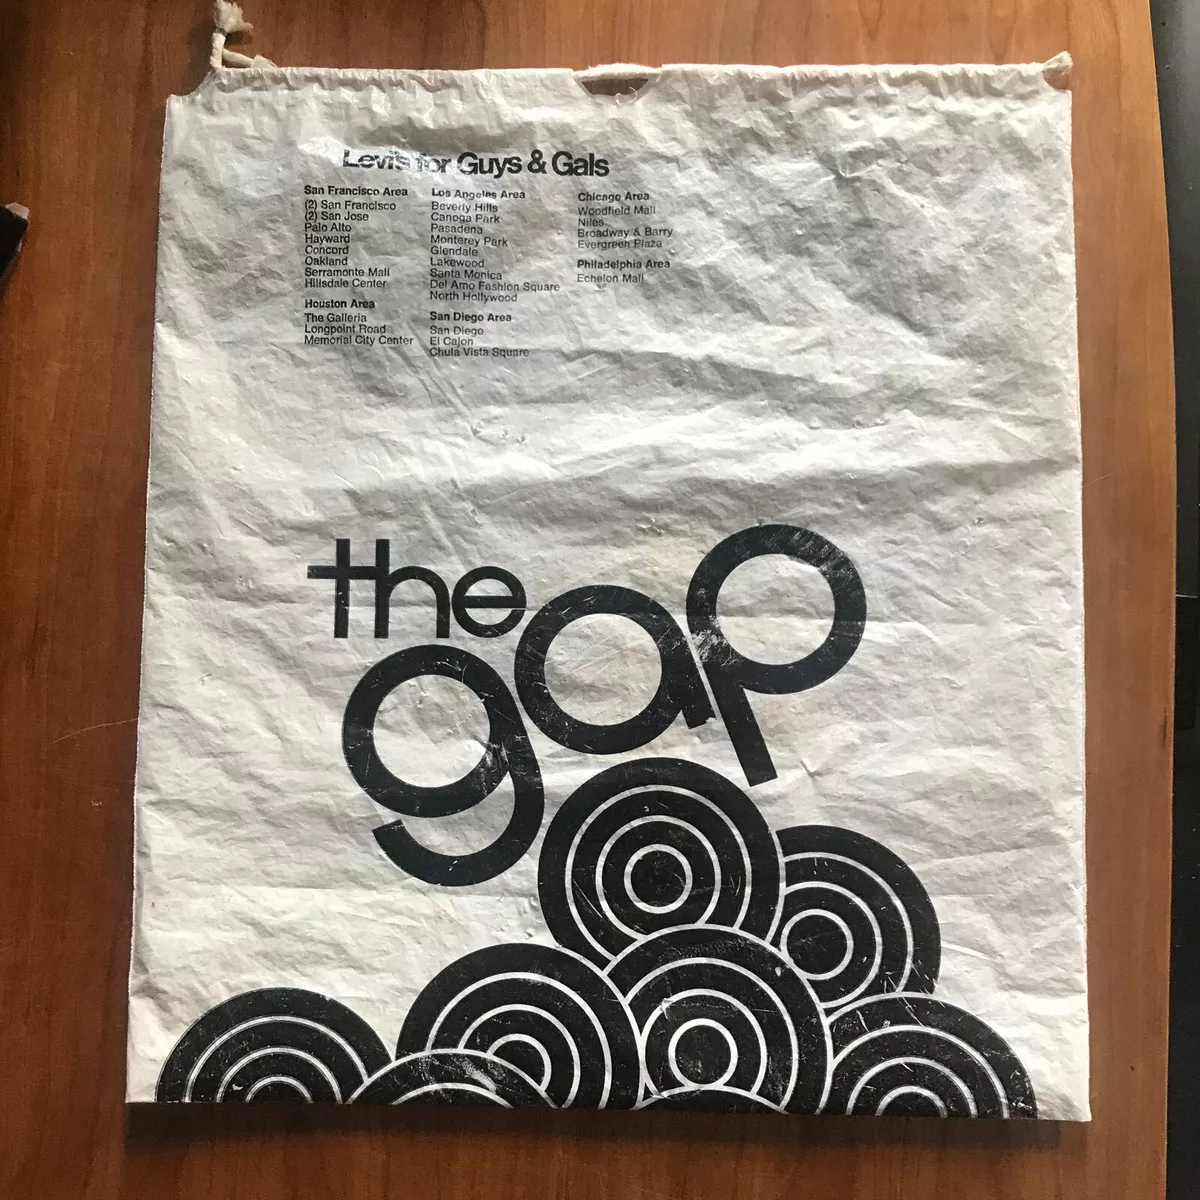 Levi's for Guys & Gals
San Francisco Area
(2) San Francisco
(2) San Jose
Palo Alto
Hayward
Concord
Oakland
Serramonte Mall
Hillsdale Center
Houston Area
The Galleria
Longpoint Road
Memorial City Center
Los Angeles Area
Beverly Hills
Canoga Park
Pasadena
Monterey Park
Glendale
Lakewood
Santa Monica
Del Amo Fashion Square
North Hollywood
San Diego Area
San Diego
El Cajon
Chula Vista Square
Chicago Area
Woodfield Mall
Niles
Broadway & Barry
Evergreen Plaza
Philadelphia Area
Echelon Mall
the
gap